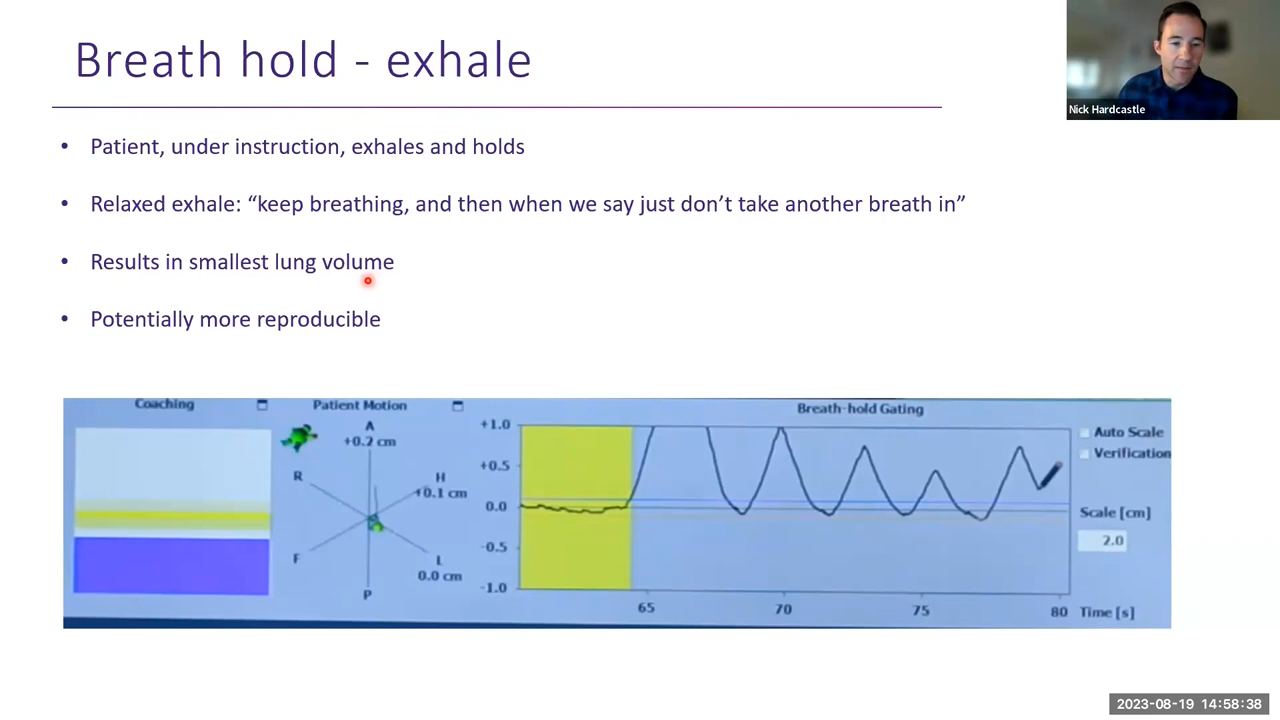 Breath hold - exhale
Nick Hardcastle
• Patient, under instruction, exhales and holds
• Relaxed exhale: “keep breathing, and then when we say just don’t take another breath in”
• Results in smallest lung volume
• Potentially more reproducible
Coaching
Patient Motion
Breath-hold Gating
A
+0.2 cm
R
H
+0.1 cm
F
L
0.0 cm
P
+1.0
+0.5
0.0
-0.5
-1.0
65
70
75
80
Time [s]
Auto Scale
Verification
Scale [cm]
2.0
2023-08-19 14:58:38